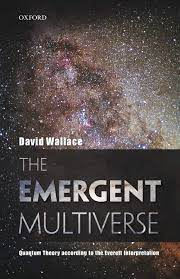 OXFORD
David Wallace
THE
EMERGENT
MULTIVERSE
Quantum Theory according to the Everett Interpretation